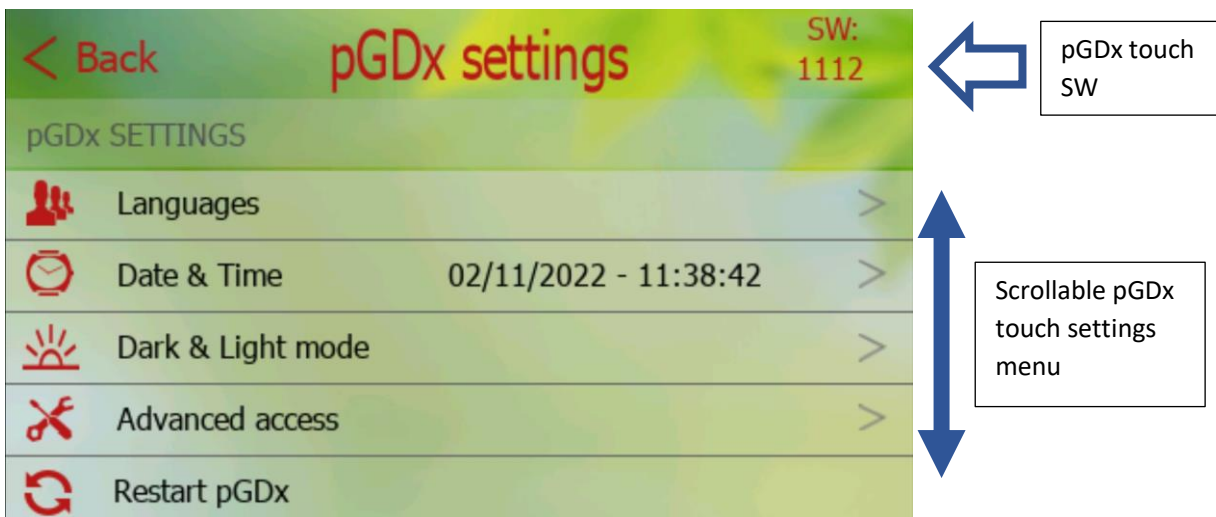 < Back pGDx settings SW:
1112
pGDx SETTINGS
Languages >
Date & Time 02/11/2022 - 11:38:42 >
Dark & Light mode >
Advanced access >
Restart pGDx
pGDx touch
SW
Scrollable pGDx
touch settings
menu